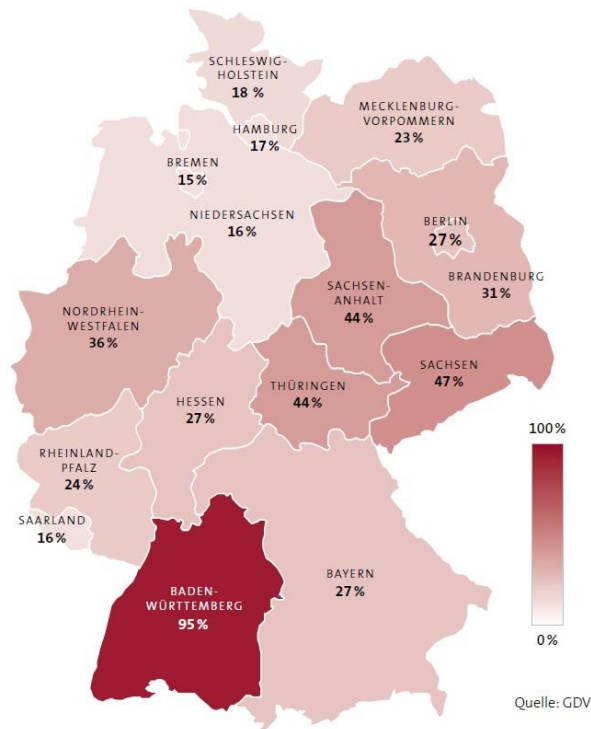 SCHLESWIG-
HOLSTEIN
18 %
MECKLENBURG-
VORPOMMERN
23 %
HAMBURG
17 %
BREMEN
15 %
NIEDERSACHSEN
16 %
BERLIN
27 %
BRANDENBURG
31 %
SACHSEN-
ANHALT
44 %
NORDRHEIN-
WESTFALEN
36 %
SACHSEN
47 %
THÜRINGEN
44 %
HESSEN
27 %
RHEINLAND-
PFALZ
24 %
SAARLAND
16 %
BAYERN
27 %
BADEN-
WÜRTTEMBERG
95 %
100 %
0 %
Quelle: GDV